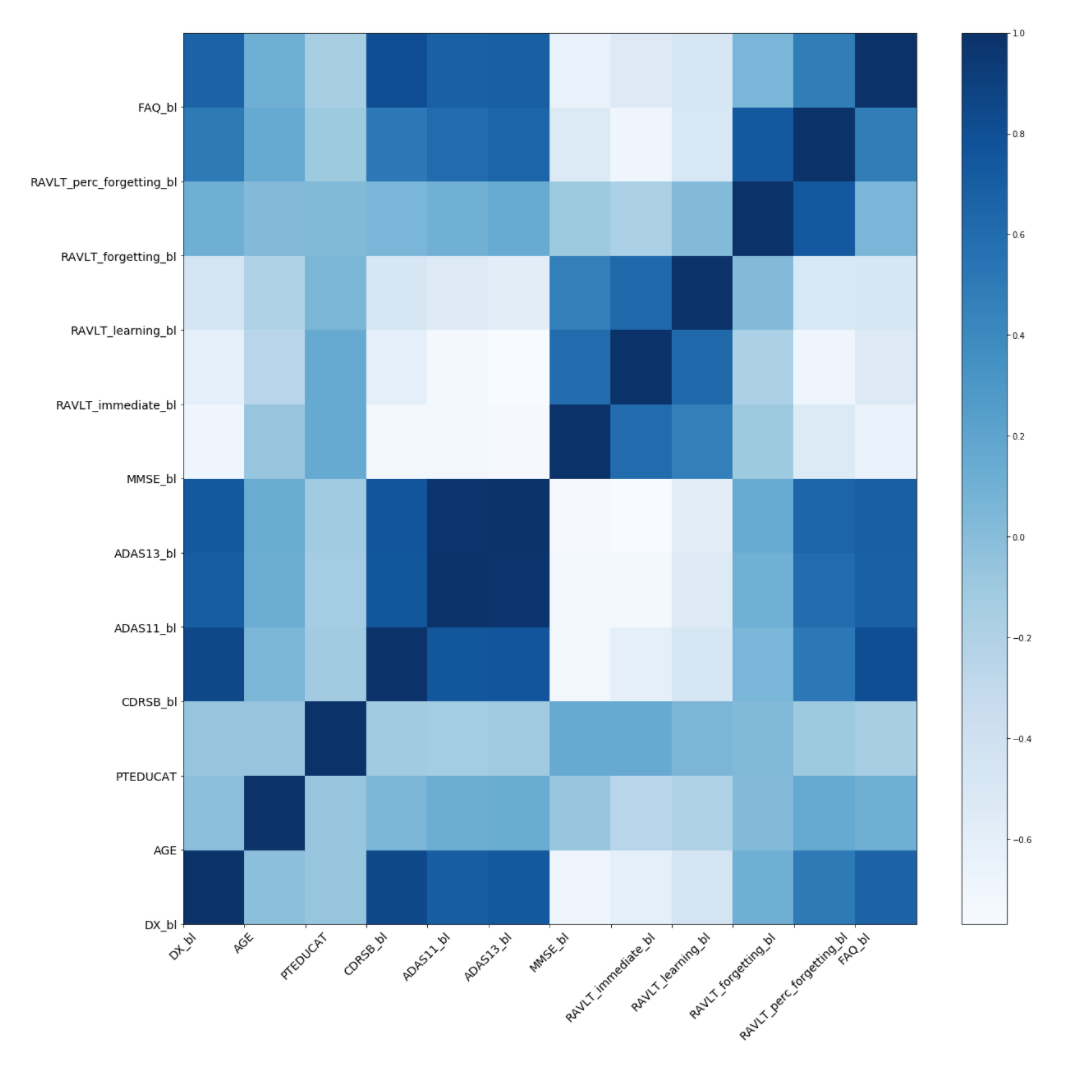 FAQ_bl
RAVLT_perc_forgetting_bl
RAVLT_forgetting_bl
RAVLT_learning_bl
RAVLT_immediate_bl
MMSE_bl
ADAS13_bl
ADAS11_bl
CDRSB_bl
PTEDUCAT
AGE
DX_bl
DX_bl
AGE
PTEDUCAT
CDRSB_bl
ADAS11_bl
ADAS13_bl
MMSE_bl
RAVLT_immediate_bl
RAVLT_learning_bl
RAVLT_forgetting_bl
RAVLT_perc_forgetting_bl
FAQ_bl
1.0
0.8
0.6
0.4
0.2
0.0
−0.2
−0.4
−0.6